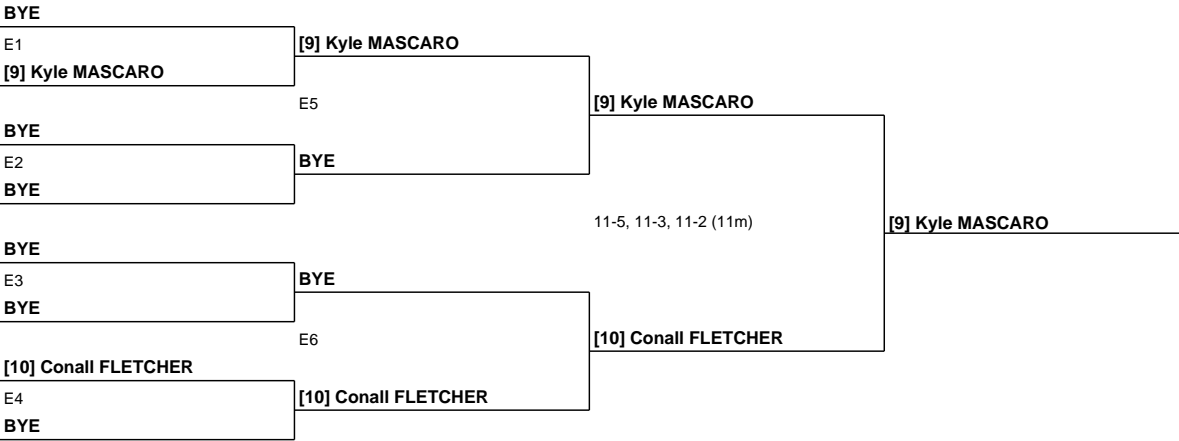 BYE
E1
[9] Kyle MASCARO
[9] Kyle MASCARO
E5
[9] Kyle MASCARO
BYE
E2
BYE
BYE
11-5, 11-3, 11-2 (11m)
[9] Kyle MASCARO
BYE
E3
BYE
BYE
E6
[10] Conall FLETCHER
[10] Conall FLETCHER
E4
[10] Conall FLETCHER
BYE